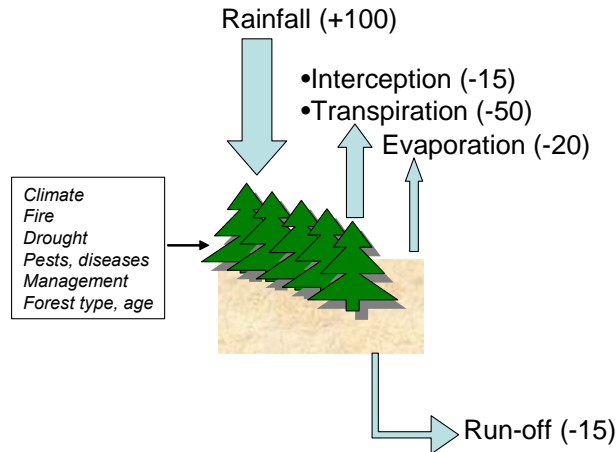 Rainfall (+100)
•Interception (-15)
•Transpiration (-50)
Evaporation (-20)
Climate
Fire
Drought
Pests, diseases
Management
Forest type, age
Run-off (-15)